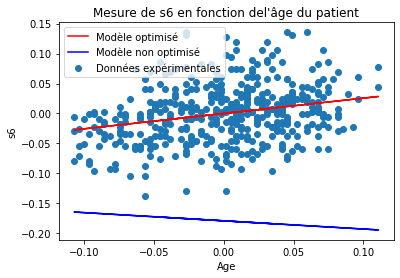 Mesure de s6 en fonction del'âge du patient
Modèle optimisé
Modèle non optimisé
Données expérimentales
0.15
0.10
0.05
0.00
−0.05
−0.10
−0.15
−0.20
s6
−0.10
−0.05
0.00
0.05
0.10
Age